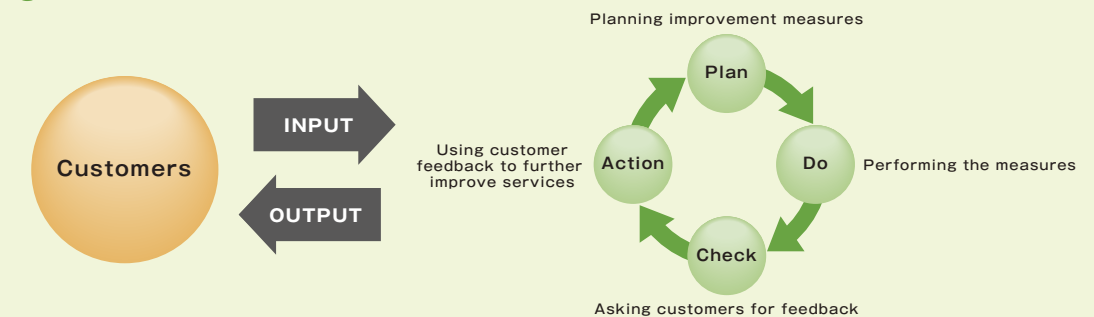 Planning improvement measures
Plan
INPUT
Customers
Using customer
feedback to further
improve services
Action
Do
Performing the measures
OUTPUT
Check
Asking customers for feedback